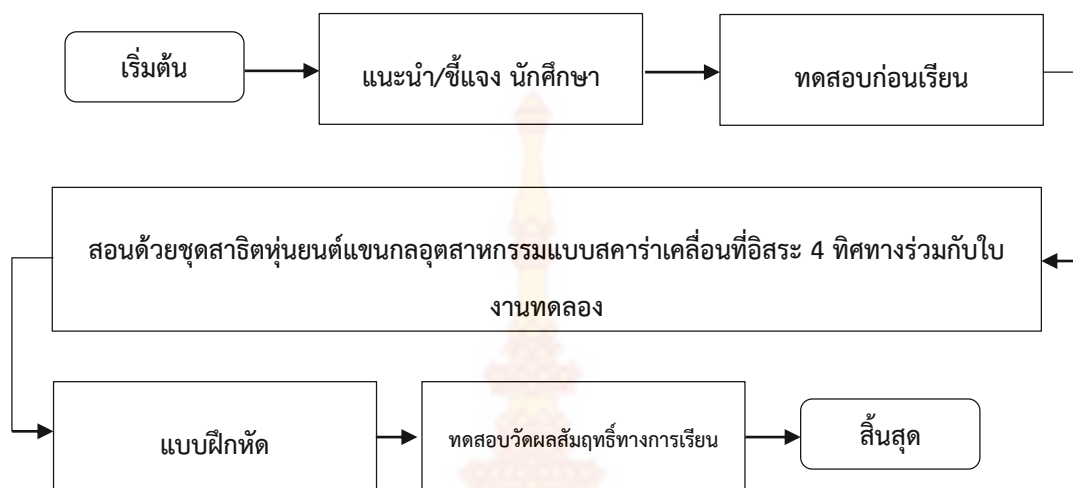 เริ่มต้น
แนะนำ/ชี้แจง นักศึกษา
ทดสอบก่อนเรียน
สอนด้วยชุดสาธิตหุ่นยนต์แขนกลอุตสาหกรรมแบบสคาร่าเคลื่อนที่อิสระ 4 ทิศทางร่วมกับใบ
งานทดลอง
แบบฝึกหัด
ทดสอบวัดผลสัมฤทธิ์ทางการเรียน
สิ้นสุด